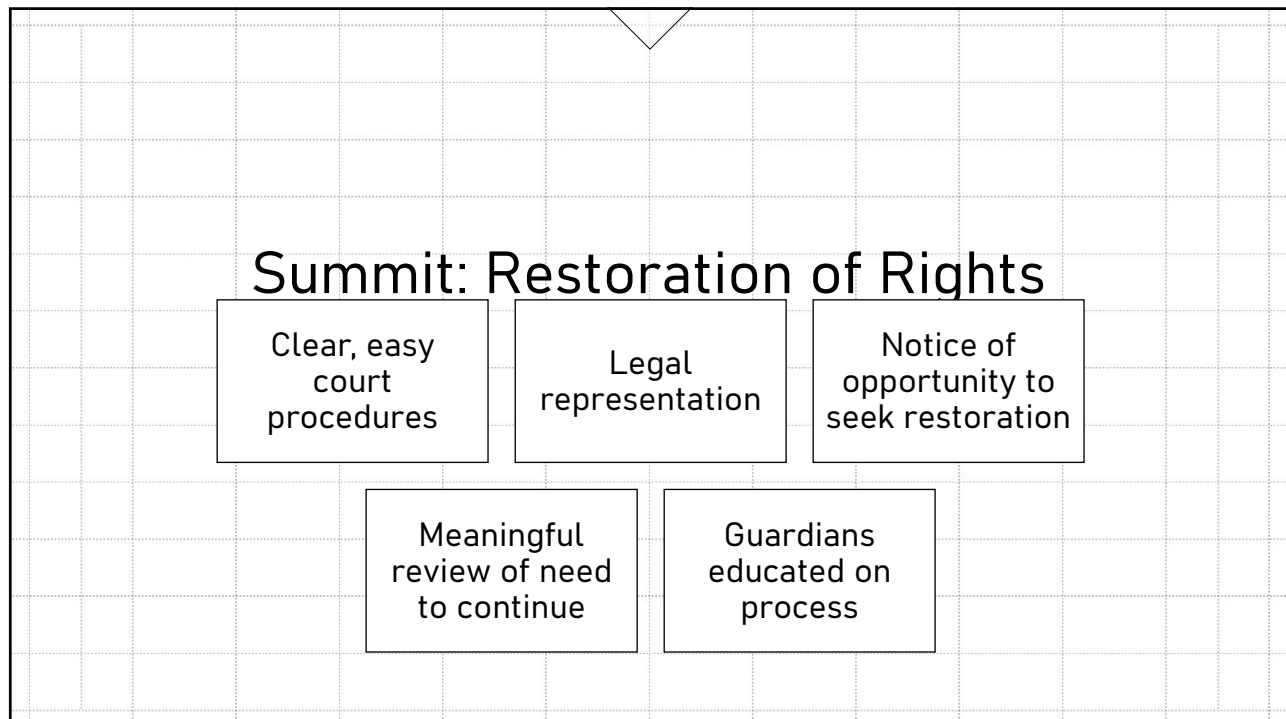 Summit: Restoration of Rights
Clear, easy
court
procedures
Legal
representation
Notice of
opportunity to
seek restoration
Meaningful
review of need
to continue
Guardians
educated on
process